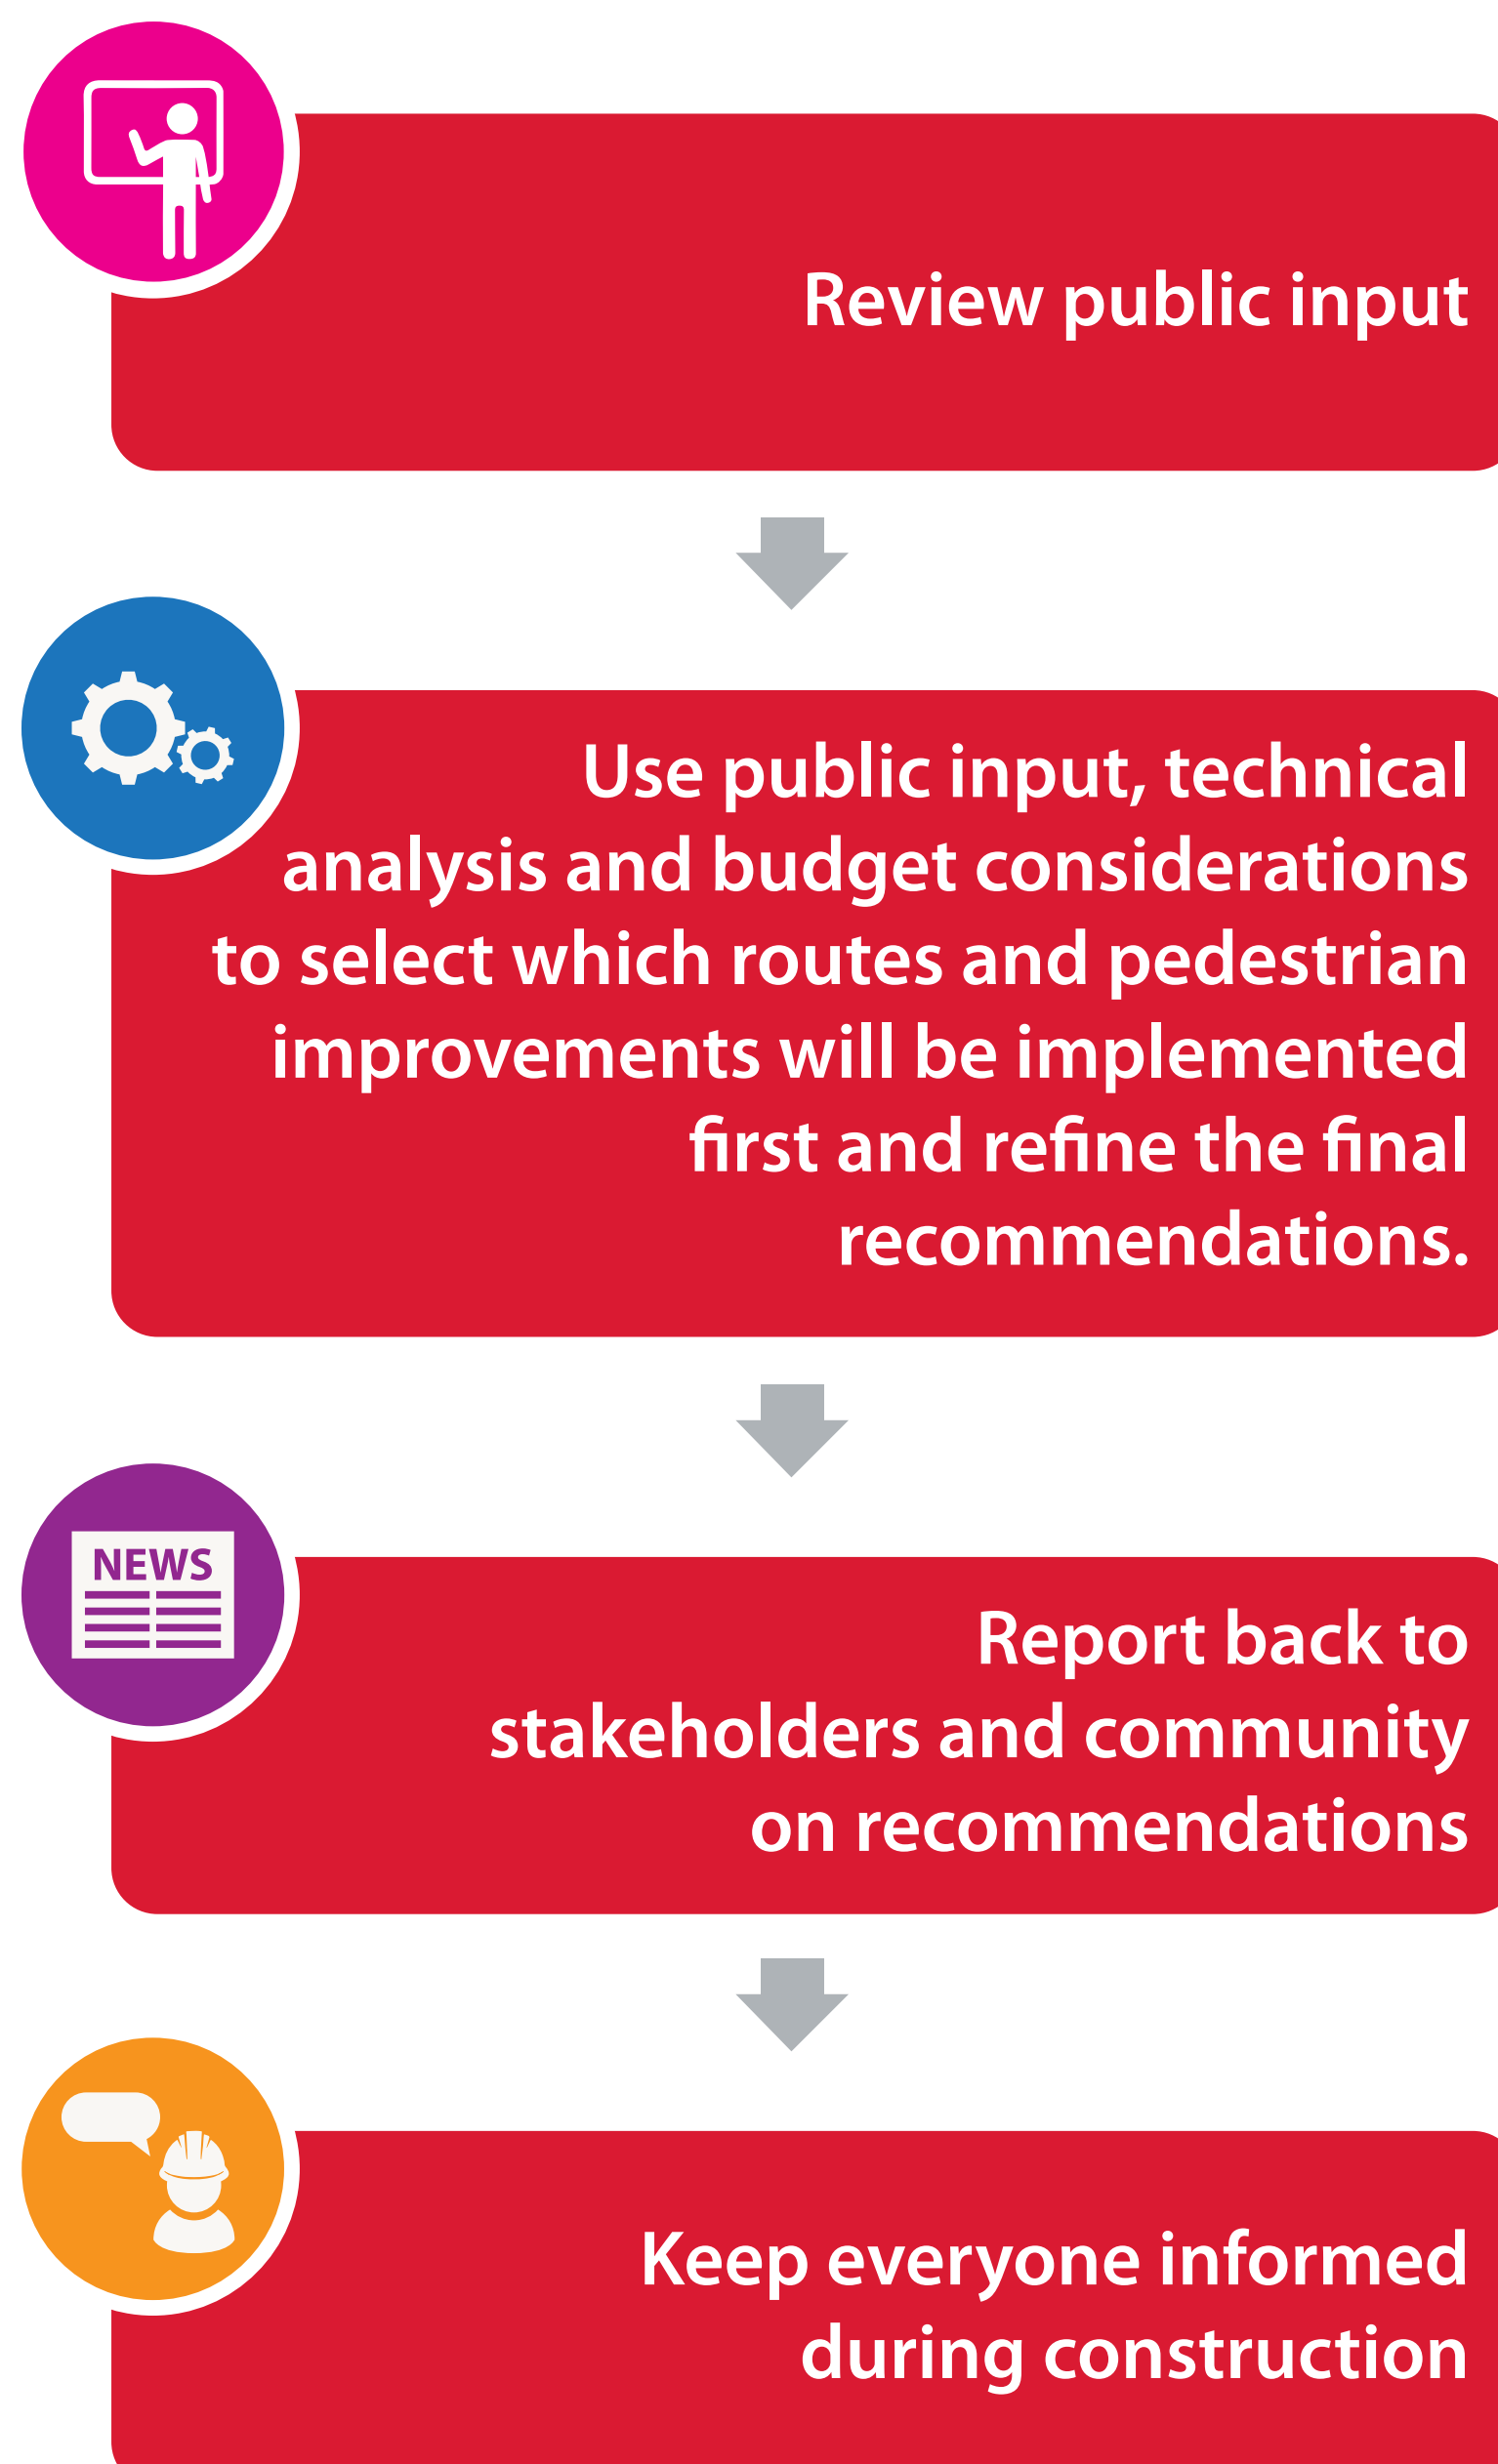 Review public input
Use public input, technical
analysis and budget considerations
to select which routes and pedestrian
improvements will be implemented
first and refine the final
recommendations.
NEWS
Report back to
stakeholders and community
on recommendations
Keep everyone informed
during construction